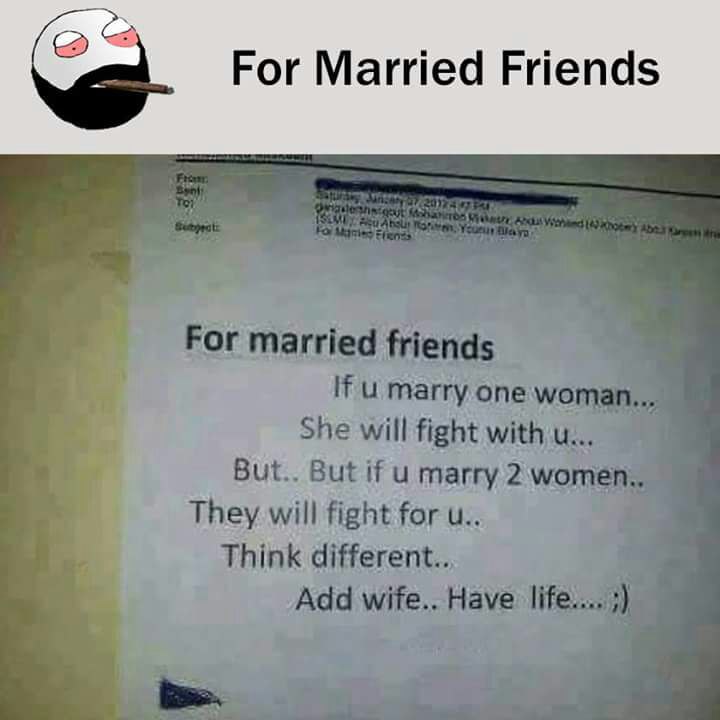 For Married Friends
From:
Sent:
To:
Subject:
Saturday, January 07, 2012 4:47 PM
For Married Friends
For married friends
If u marry one woman...
She will fight with u...
But.. But if u marry 2 women..
They will fight for u..
Think different..
Add wife.. Have life.... ;)